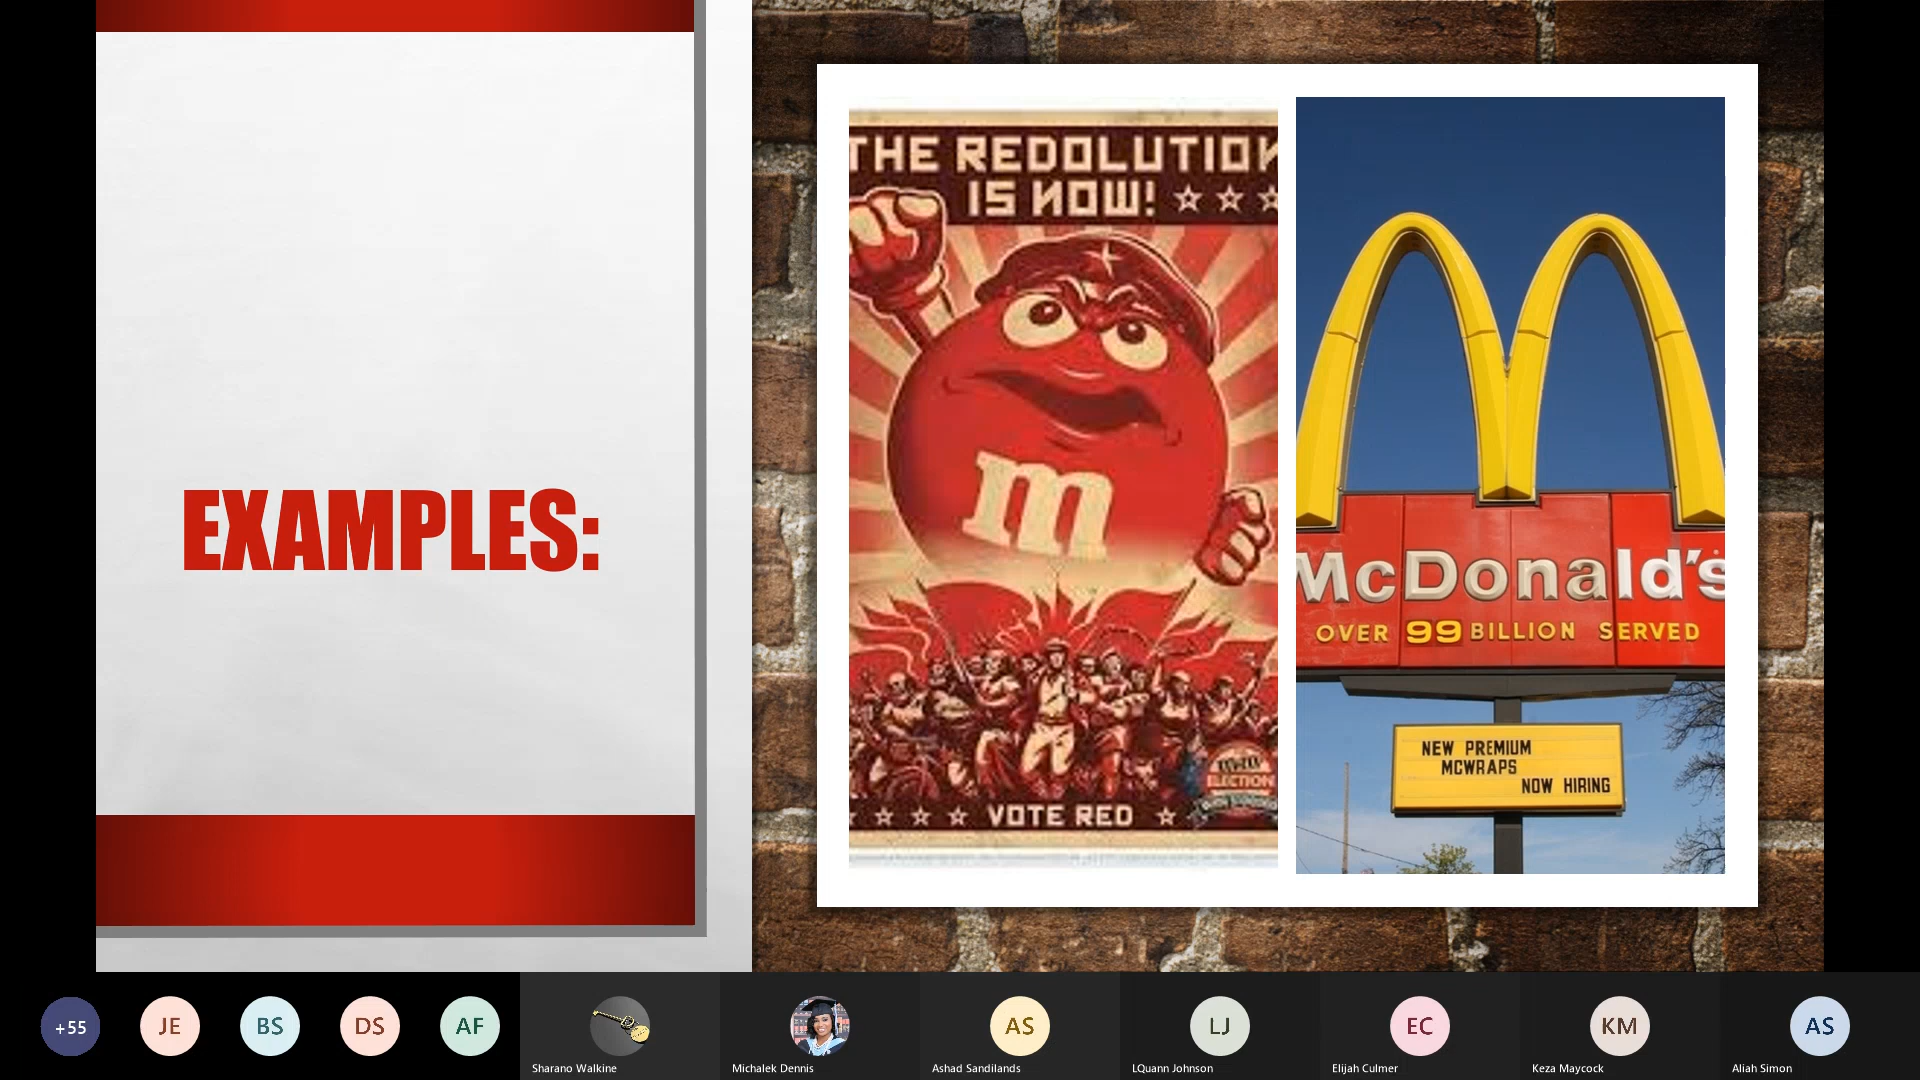 EXAMPLES:
THE REDOLUTION
IS NOW!
m
ELECTION
VOTE RED
McDonald's
OVER 99 BILLION SERVED
NEW PREMIUM
MCWRAPS
NOW HIRING
+55
JE
BS
DS
AF
Sharano Walkine
Michalek Dennis
AS
Ashad Sandilands
LJ
LQuann Johnson
EC
Elijah Culmer
KM
Keza Maycock
AS
Aliah Simon